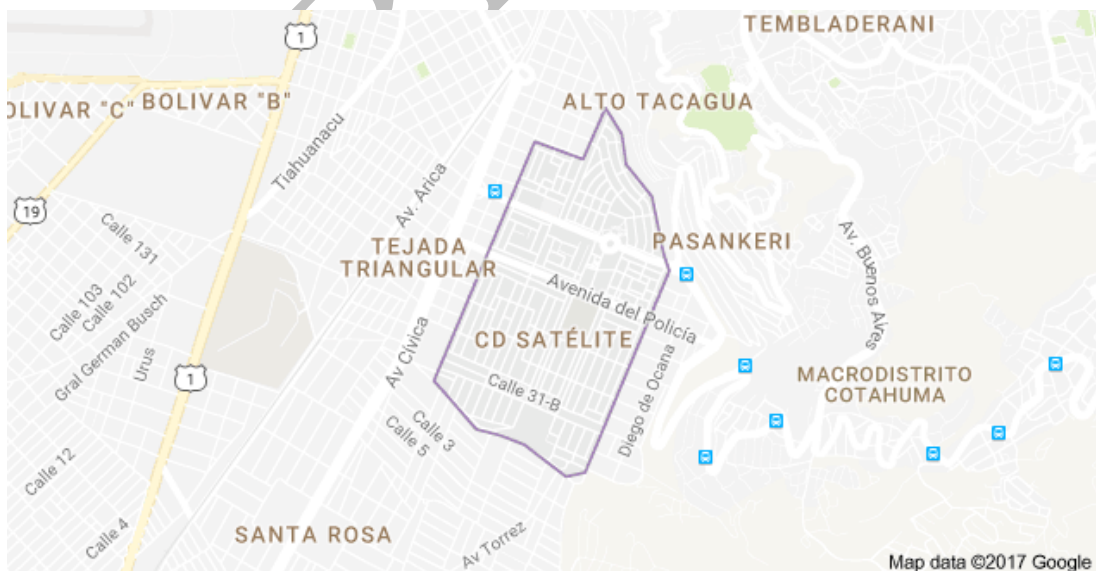 TEMBLADERANI
1
OLIVAR "C"
BOLIVAR "B"
ALTO TACAGUA
Tiahuanacu
Av. Arica
19
Calle 131
TEJADA
TRIANGULAR
PASANKERI
Av. Buenos Aires
Calle 103
Calle 102
Gral German Busch
Urus
Avenida del Policía
CD SATÉLITE
Av Cívica
1
Calle 31-B
Diego de Ocana
MACRODISTRITO
COTAHUMA
Calle 3
Calle 5
Calle 12
Calle 4
SANTA ROSA
Av Torrez
Map data ©2017 Google